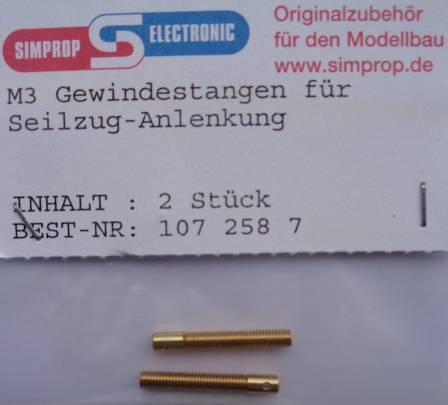 SIMPROP S ELECTRONIC
Originalzubehör
für den Modellbau
www.simprop.de
M3 Gewindestangen für
Seilzug-Anlenkung
INHALT : 2 Stück
BEST-NR: 107 258 7